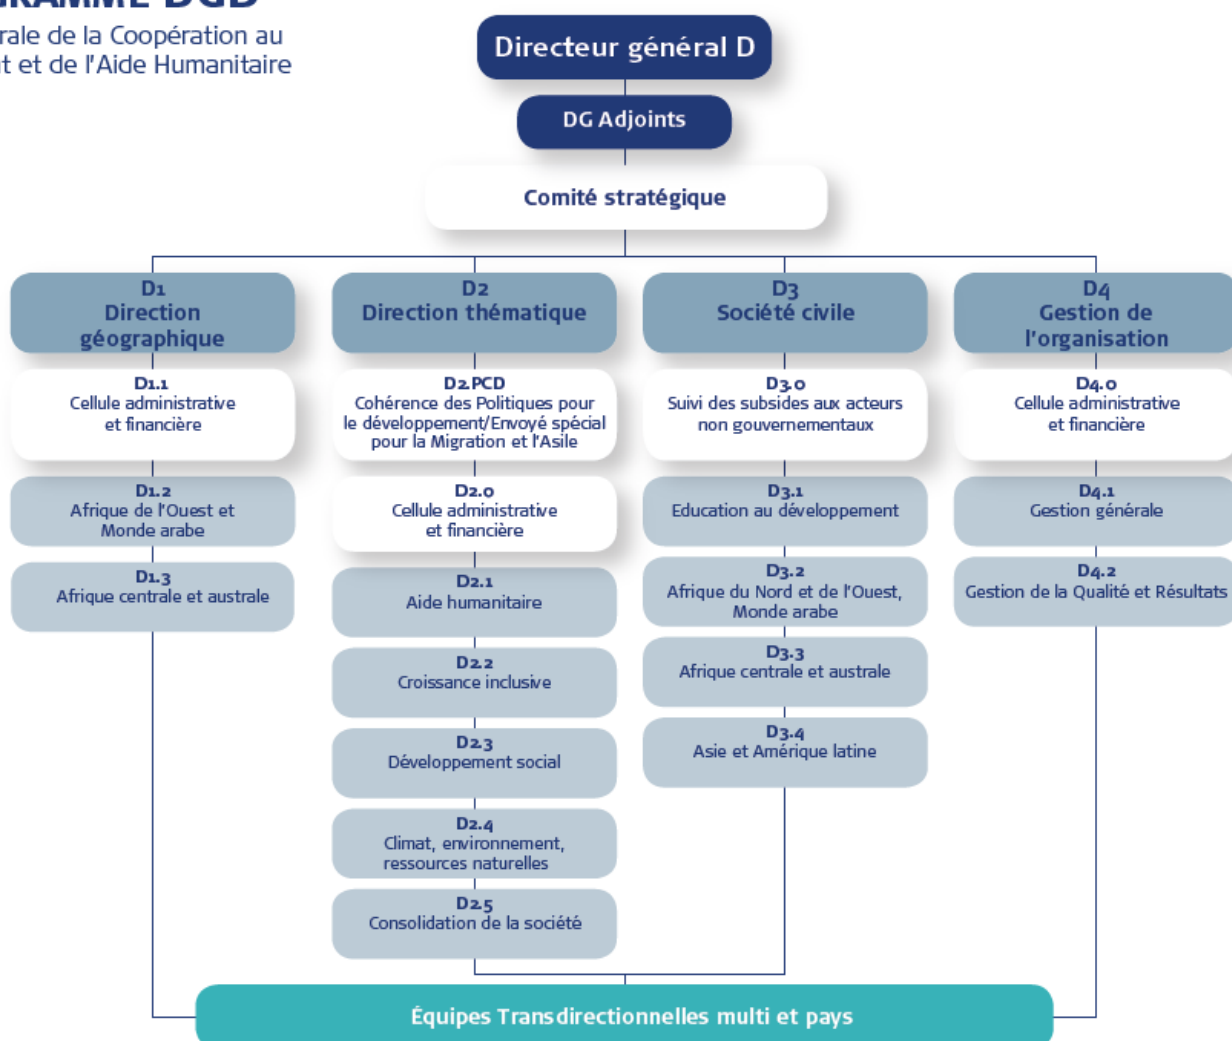 DGD
rale de la Coopération au
et de l'Aide Humanitaire
Directeur général D
DG Adjoints
Comité stratégique
D1
Direction
géographique
D1.1
Cellule administrative
et financière
D1.2
Afrique de l'Ouest et
Monde arabe
D1.3
Afrique centrale et australe
D2
Direction thématique
D2.PCD
Cohérence des Politiques pour
le développement/Envoyé spécial
pour la Migration et l'Asile
D2.0
Cellule administrative
et financière
D2.1
Aide humanitaire
D2.2
Croissance inclusive
D2.3
Développement social
D2.4
Climat, environnement,
ressources naturelles
D2.5
Consolidation de la société
D3
Société civile
D3.0
Suivi des subsides aux acteurs
non gouvernementaux
D3.1
Education au développement
D3.2
Afrique du Nord et de l'Ouest,
Monde arabe
D3.3
Afrique centrale et australe
D3.4
Asie et Amérique latine
D4
Gestion de
l'organisation
D4.0
Cellule administrative
et financière
D4.1
Gestion générale
D4.2
Gestion de la Qualité et Résultats
Équipes Transdirectionnelles multi et pays